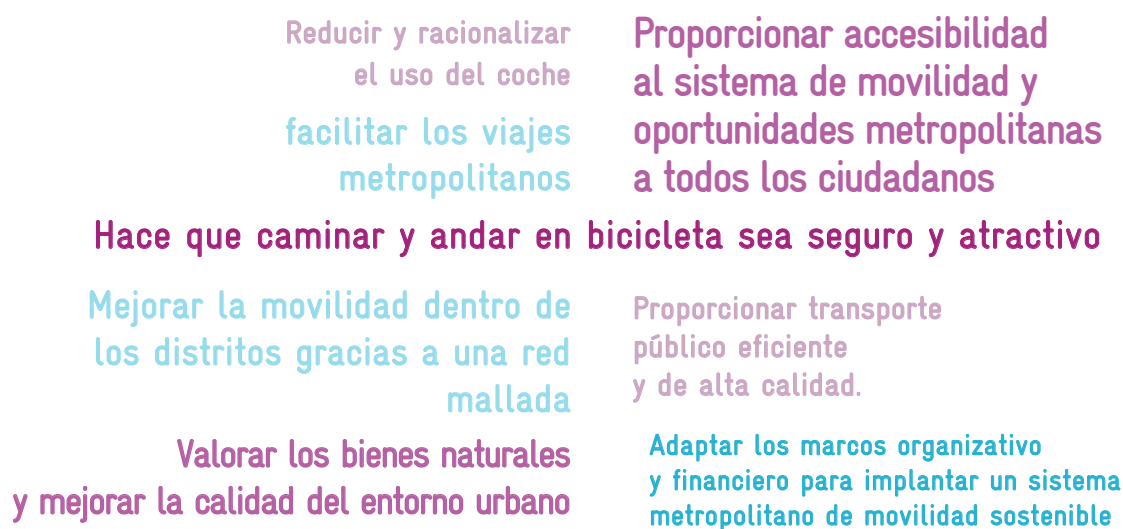 Reducir y racionalizar
el uso del coche
facilitar los viajes
metropolitanos
Proporcionar accesibilidad
al sistema de movilidad y
oportunidades metropolitanas
a todos los ciudadanos
Hace que caminar y andar en bicicleta sea seguro y atractivo
Mejorar la movilidad dentro de
los distritos gracias a una red
mallada
Proporcionar transporte
público eficiente
y de alta calidad.
Valorar los bienes naturales
y mejorar la calidad del entorno urbano
Adaptar los marcos organizativo
y financiero para implantar un sistema
metropolitano de movilidad sostenible